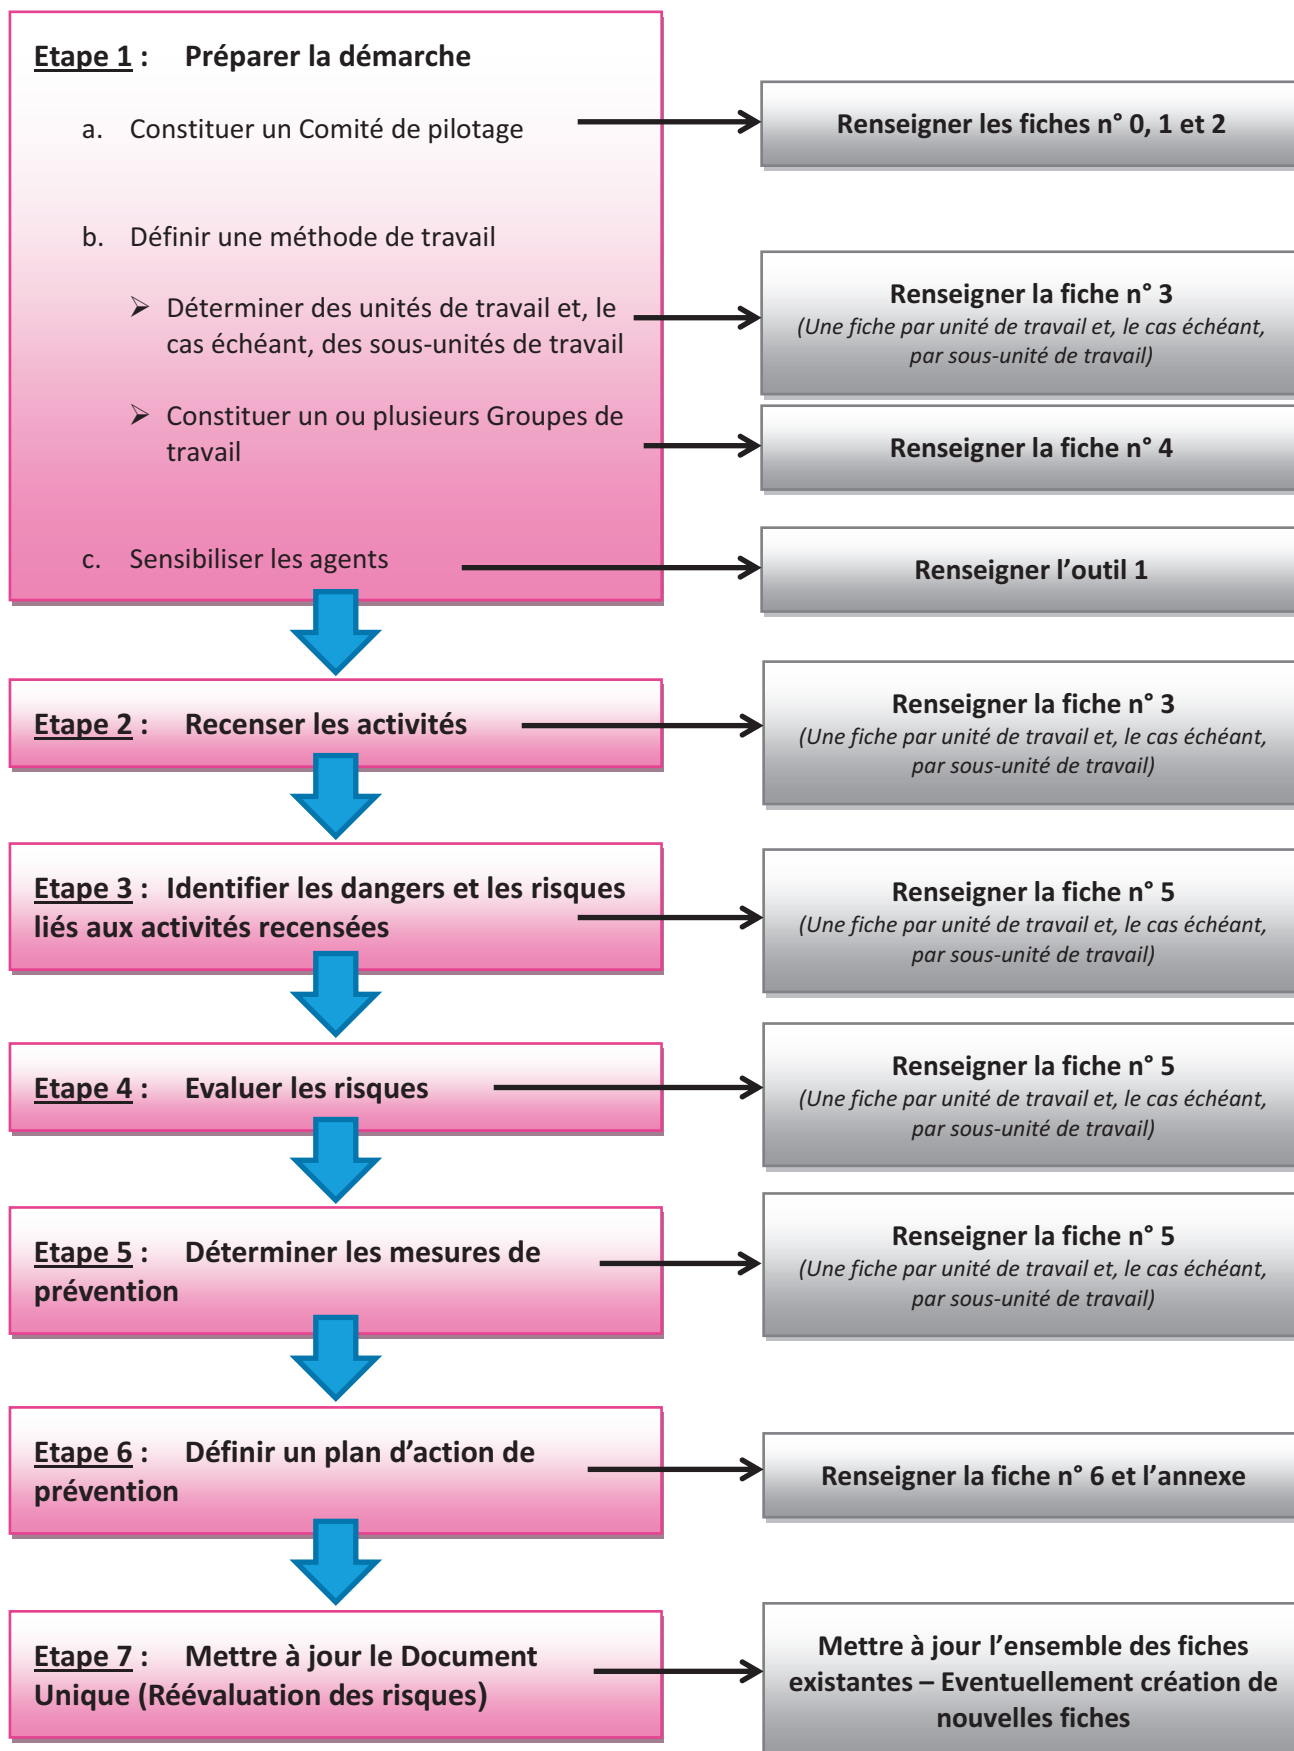 Etape 1 : Préparer la démarche
a. Constituer un Comité de pilotage
Renseigner les fiches n° 0, 1 et 2
b. Définir une méthode de travail
➢ Déterminer des unités de travail et, le
cas échéant, des sous-unités de travail
Renseigner la fiche n° 3
(Une fiche par unité de travail et, le cas échéant,
par sous-unité de travail)
➢ Constituer un ou plusieurs Groupes de
travail
Renseigner la fiche n° 4
c. Sensibiliser les agents
Renseigner l’outil 1
Etape 2 : Recenser les activités
Renseigner la fiche n° 3
(Une fiche par unité de travail et, le cas échéant,
par sous-unité de travail)
Etape 3 : Identifier les dangers et les risques
liés aux activités recensées
Renseigner la fiche n° 5
(Une fiche par unité de travail et, le cas échéant,
par sous-unité de travail)
Etape 4 : Evaluer les risques
Renseigner la fiche n° 5
(Une fiche par unité de travail et, le cas échéant,
par sous-unité de travail)
Etape 5 : Déterminer les mesures de
prévention
Renseigner la fiche n° 5
(Une fiche par unité de travail et, le cas échéant,
par sous-unité de travail)
Etape 6 : Définir un plan d’action de
prévention
Renseigner la fiche n° 6 et l’annexe
Etape 7 : Mettre à jour le Document
Unique (Réévaluation des risques)
Mettre à jour l’ensemble des fiches
existantes – Eventuellement création de
nouvelles fiches